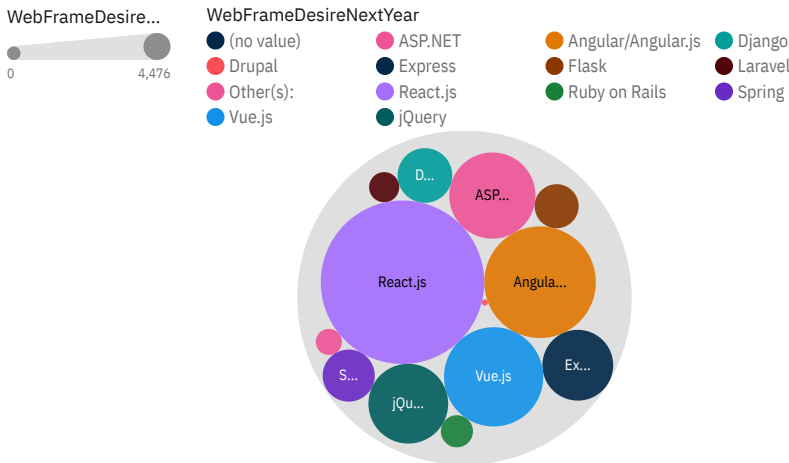 WebFrameDesire...
0 4,476
WebFrameDesireNextYear
(no value) ASP.NET Angular/Angular.js Django
Drupal Express Flask Laravel
Other(s): React.js Ruby on Rails Spring
Vue.js jQuery
D...
ASP...
React.js
Angula...
S...
jQu...
Vue.js
Ex...